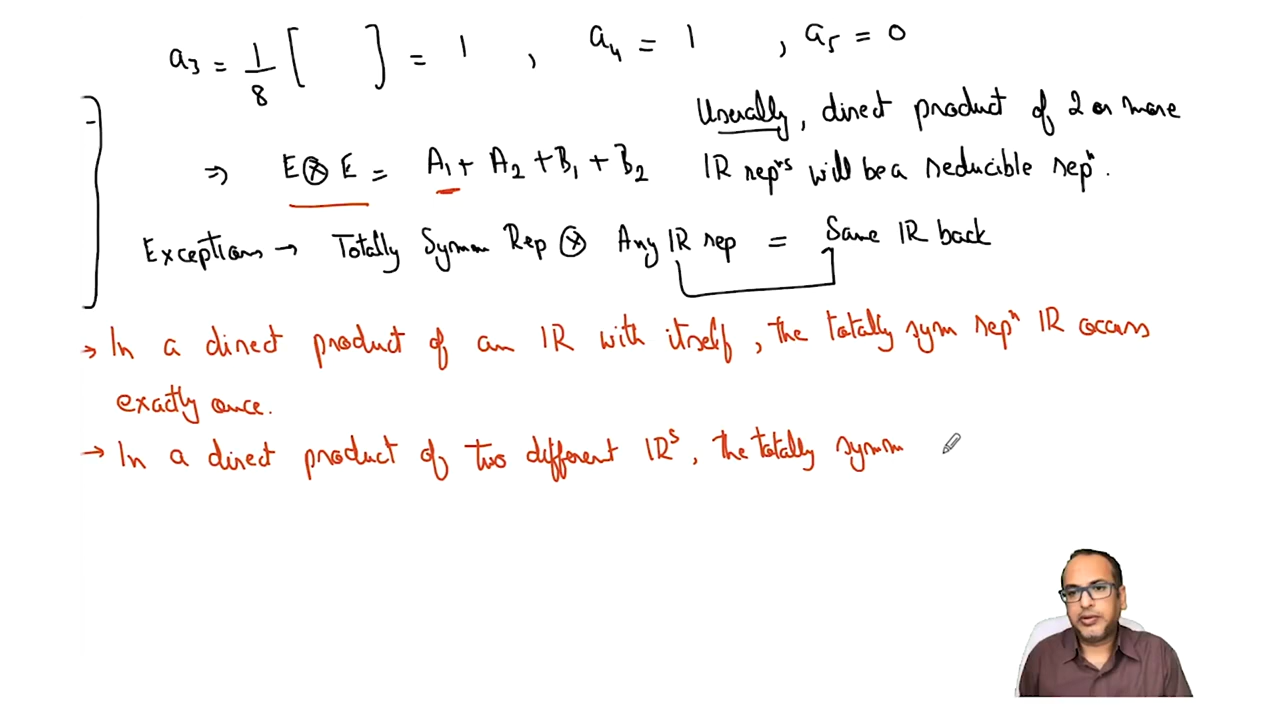 a₃ = 1/8 [ ] = 1 , a₄ = 1 , a₅ = 0
Usually, direct product of 2 or more
IR repⁿˢ will be a reducible repⁿ.
⇒ E ⊗ E = A₁ + A₂ + B₁ + B₂
Exceptions → Totally Symm Rep ⊗ Any IR rep = Same IR back
→ In a direct product of an IR with itself, the totally sym repⁿ IR occurs
exactly once.
→ In a direct product of two different IRˢ, the totally symm